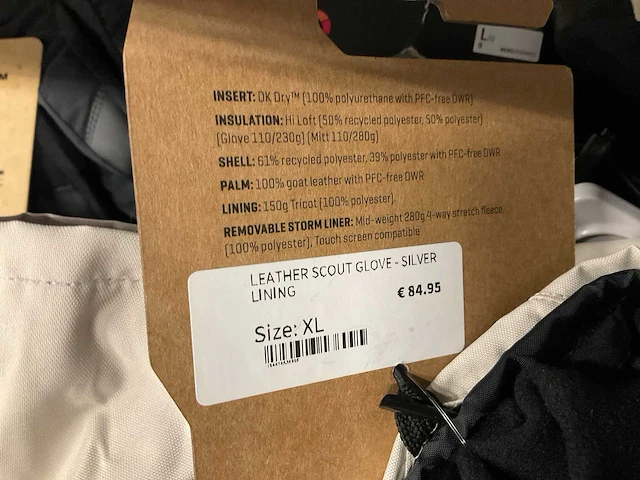 INSERT: DK Dry™ (100% polyurethane with PFC-free DWR)
INSULATION: Hi Loft (50% recycled polyester, 50% polyester)
(Glove 110/230g) (Mitt 110/280g)
SHELL: 61% recycled polyester, 39% polyester with PFC-free DWR
PALM: 100% goat leather with PFC-free DWR
LINING: 150g Tricot (100% polyester)
REMOVABLE STORM LINER: Mid-weight 280g 4-way stretch fleece
(100% polyester), Touch screen compatible
LEATHER SCOUT GLOVE - SILVER
LINING
€ 84.95
Size: XL
L